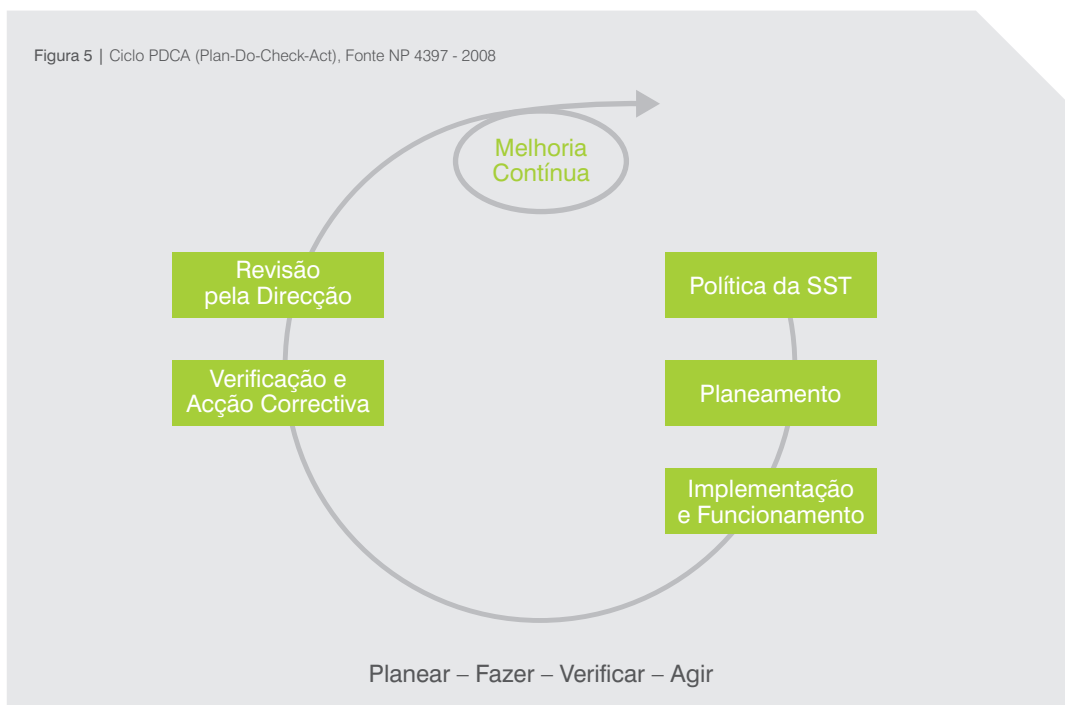 Figura 5 | Ciclo PDCA (Plan-Do-Check-Act), Fonte NP 4397 - 2008
Melhoria
Contínua
Revisão
pela Direcção
Política da SST
Verificação e
Acção Correctiva
Planeamento
Implementação
e Funcionamento
Planear – Fazer – Verificar – Agir